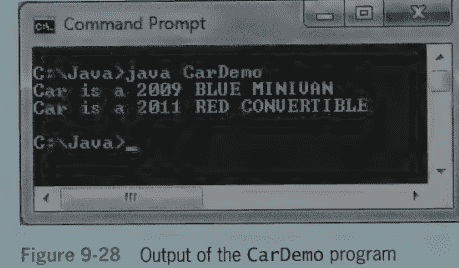 Command Prompt
C:\Java>java CarDemo
Car is a 2009 BLUE MINIVAN
Car is a 2011 RED CONVERTIBLE
C:\Java>_
Figure 9-28 Output of the CarDemo program